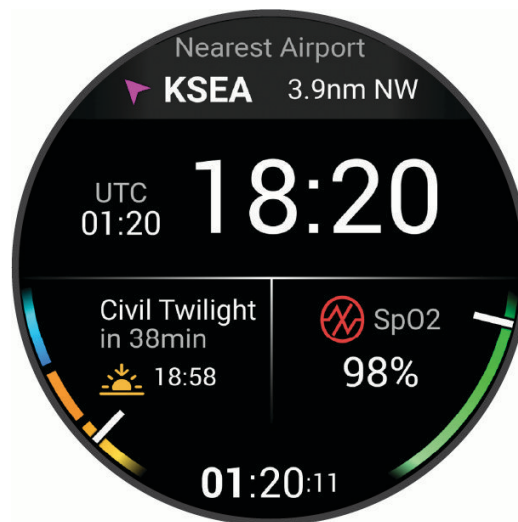 Nearest Airport
KSEA 3.9nm NW
UTC
01:20
18:20
Civil Twilight
in 38min
18:58
SpO2
98%
01:20:11